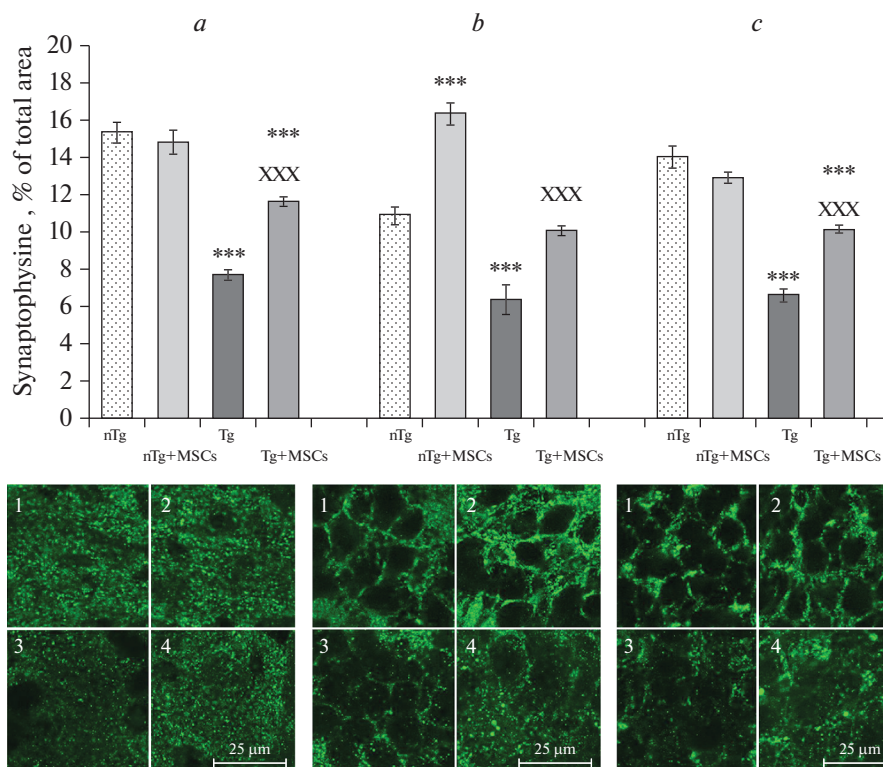 a b c
Synaptophysine , % of total area
20
18
16
14
12
10
8
6
4
2
0
*** *** ***
XXX XXX XXX
*** *** ***
***
nTg Tg nTg Tg nTg Tg
nTg+MSCs Tg+MSCs nTg+MSCs Tg+MSCs nTg+MSCs Tg+MSCs
1 2 1 2 1 2
3 4 3 4 3 4
25 µm 25 µm 25 µm